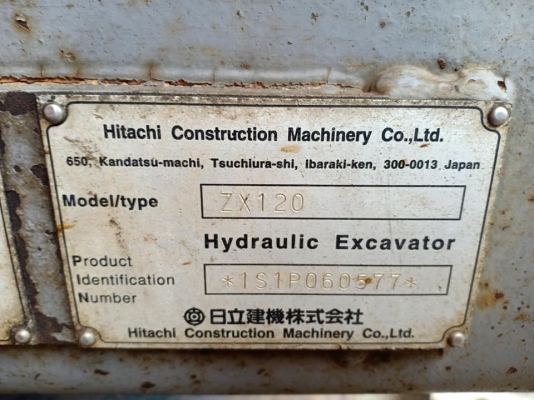 Hitachi Construction Machinery Co.,Ltd.
650, Kandatsu-machi, Tsuchiura-shi, Ibaraki-ken, 300-0013 Japan
Model/type ZX120
Hydraulic Excavator
Product
Identification *1S1P060577*
Number
日立建機株式会社
Hitachi Construction Machinery Co.,Ltd.